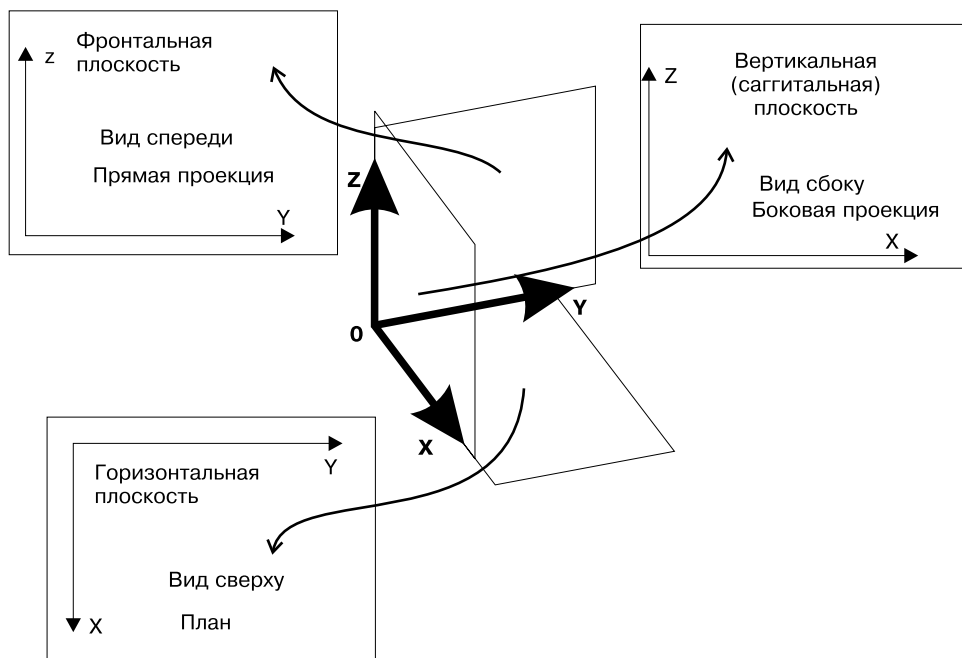 z
Фронтальная
плоскость
Вид спереди
Прямая проекция
Y
Z
Вертикальная
(саггитальная)
плоскость
Вид сбоку
Боковая проекция
X
Z
Y
0
X
Y
Горизонтальная
плоскость
Вид сверху
План
X